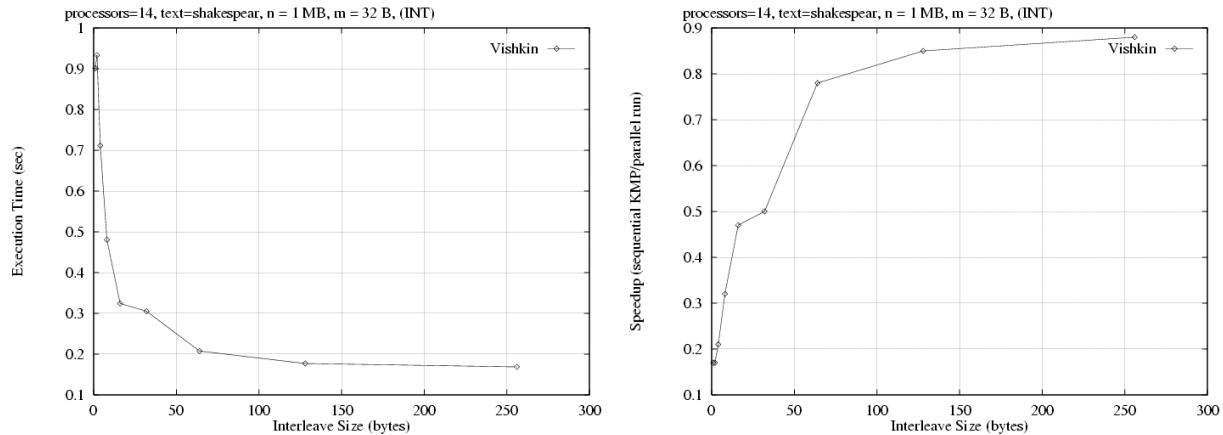 processors=14, text=shakespear, n = 1 MB, m = 32 B, (INT)
1
0.9
0.8
0.7
0.6
0.5
0.4
0.3
0.2
0.1
Execution Time (sec)
Vishkin
0 50 100 150 200 250 300
Interleave Size (bytes)
processors=14, text=shakespear, n = 1 MB, m = 32 B, (INT)
0.9
0.8
0.7
0.6
0.5
0.4
0.3
0.2
0.1
Speedup (sequential KMP/parallel run)
Vishkin
0 50 100 150 200 250 300
Interleave Size (bytes)